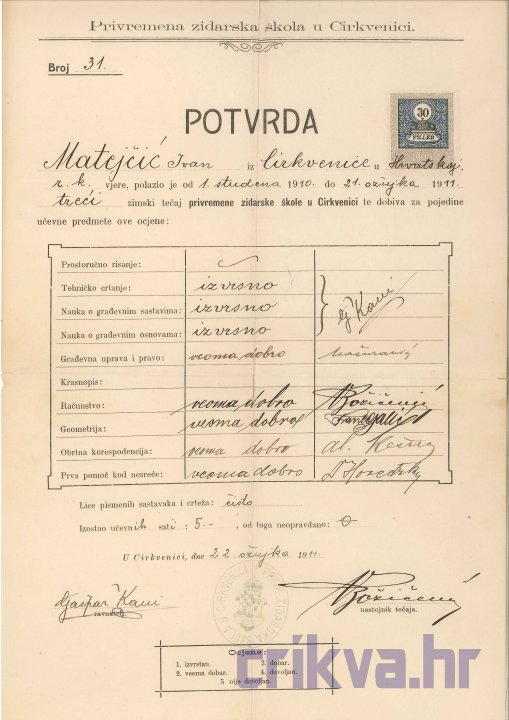 Privremena zidarska škola u Cirkvenici.
Broj 31.
30
FILLER
POTVRDA
Matejčić Ivan iz Cirkvenice u Hrvatskoj
r. k. vjere, polazio je od 1. studena 1910. do 21. ožujka 1911.
treći zimski tečaj privremene zidarske škole u Cirkvenici te dobiva za pojedine
učevne predmete ove ocjene:
Prostoručno risanje:
Tehničko crtanje: izvrsno
Nauka o građevnim sastavima: izvrsno
G Kani
Nauka o građevnim osnovama: izvrsno
Građevna uprava i pravo: veoma dobro
Krasnopis:
Računstvo: veoma dobro Božičević
Geometrija: veoma dobro
Obrtna korespodencija: veoma dobro
Prva pomoć kod nesreće: veoma dobro
Lice pismenih sastavaka i crteža: čisto
Izostao učevnih sati: 5 — , od toga neopravdano: 0
U Cirkvenici, dne 22 ožujka 1911.
Gašpar Kani
ravnatelj.
Božičević
nastojnik tečaja.
Ocjene:
1. izvrstan. 3. dobar.
2. veoma dobar. 4. dovoljan.
5 nije dovoljan.
crikva.hr